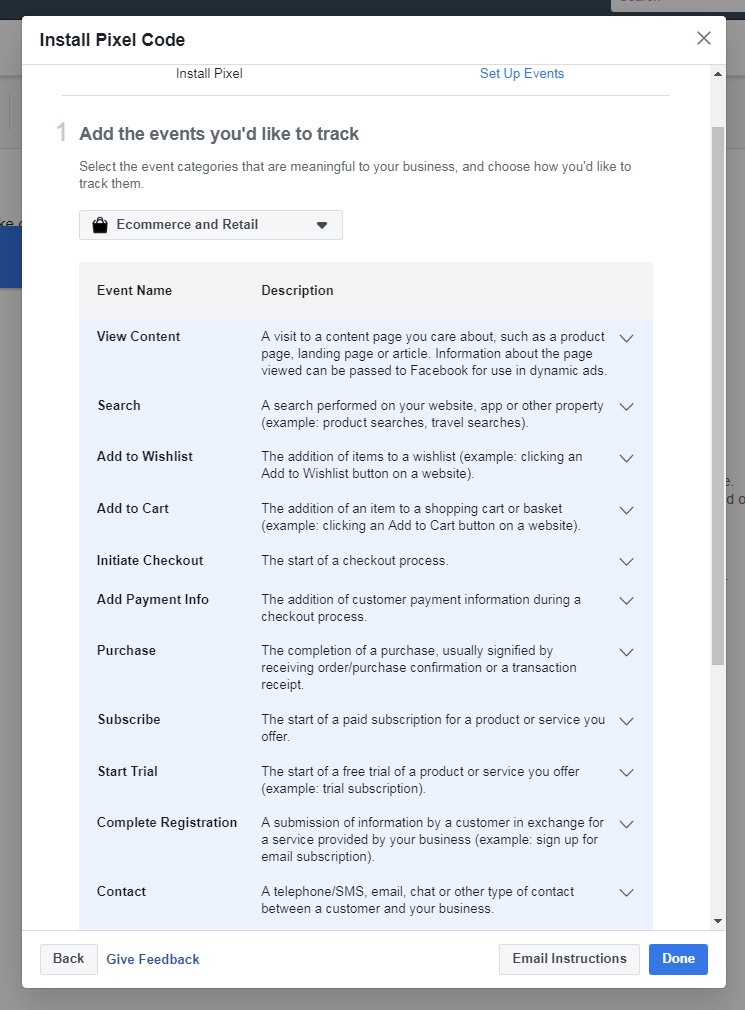 Install Pixel Code
Install Pixel Set Up Events
1 Add the events you'd like to track
Select the event categories that are meaningful to your business, and choose how you'd like to
track them.
Ecommerce and Retail
Event Name Description
View Content A visit to a content page you care about, such as a product
page, landing page or article. Information about the page
viewed can be passed to Facebook for use in dynamic ads.
Search A search performed on your website, app or other property
(example: product searches, travel searches).
Add to Wishlist The addition of items to a wishlist (example: clicking an
Add to Wishlist button on a website).
Add to Cart The addition of an item to a shopping cart or basket
(example: clicking an Add to Cart button on a website).
Initiate Checkout The start of a checkout process.
Add Payment Info The addition of customer payment information during a
checkout process.
Purchase The completion of a purchase, usually signified by
receiving order/purchase confirmation or a transaction
receipt.
Subscribe The start of a paid subscription for a product or service you
offer.
Start Trial The start of a free trial of a product or service you offer
(example: trial subscription).
Complete Registration A submission of information by a customer in exchange for
a service provided by your business (example: sign up for
email subscription).
Contact A telephone/SMS, email, chat or other type of contact
between a customer and your business.
Back Give Feedback Email Instructions Done